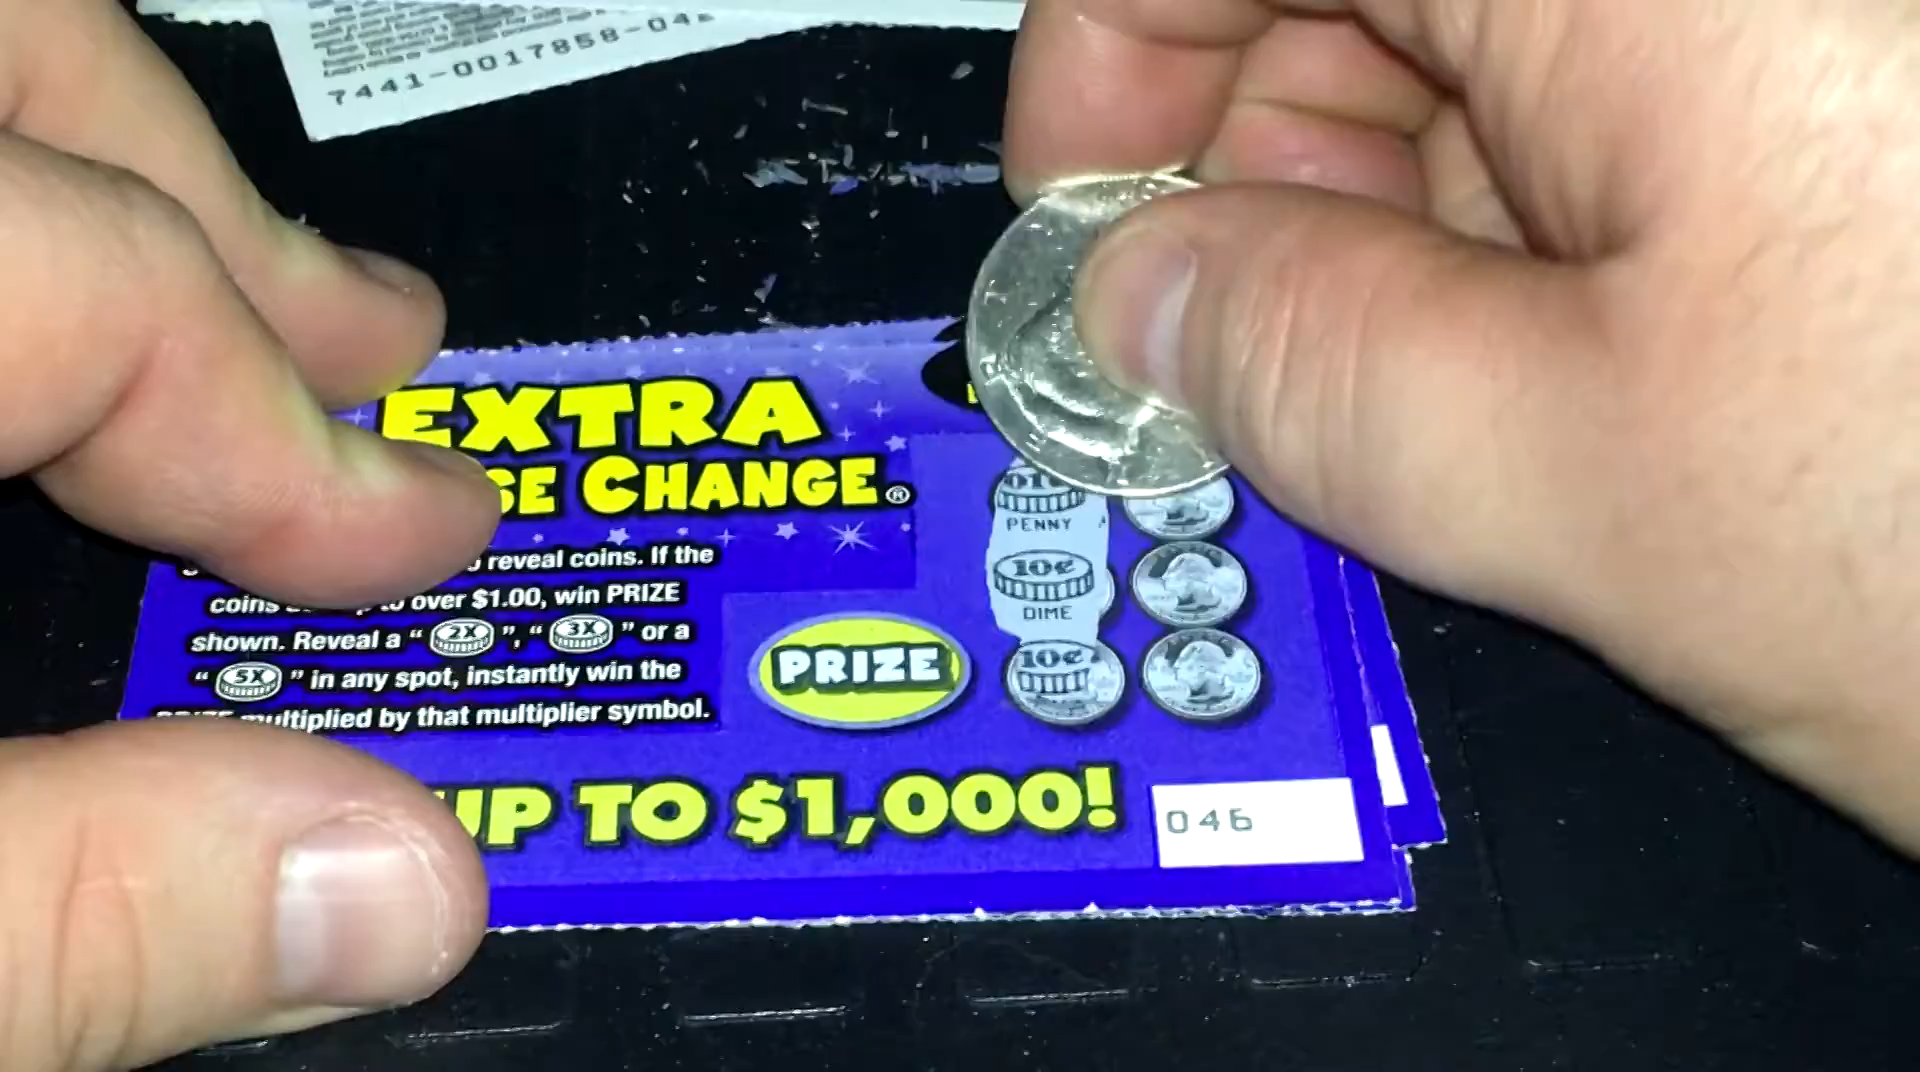 7441-0017858-04
EXTRA
SE CHANGE®
reveal coins. If the
coins over $1.00, win PRIZE
shown. Reveal a "2X", "3X" or a
"5X" in any spot, instantly win the
multiplied by that multiplier symbol.
01¢
PENNY
10¢
DIME
10¢
PRIZE
UP TO $1,000!
046